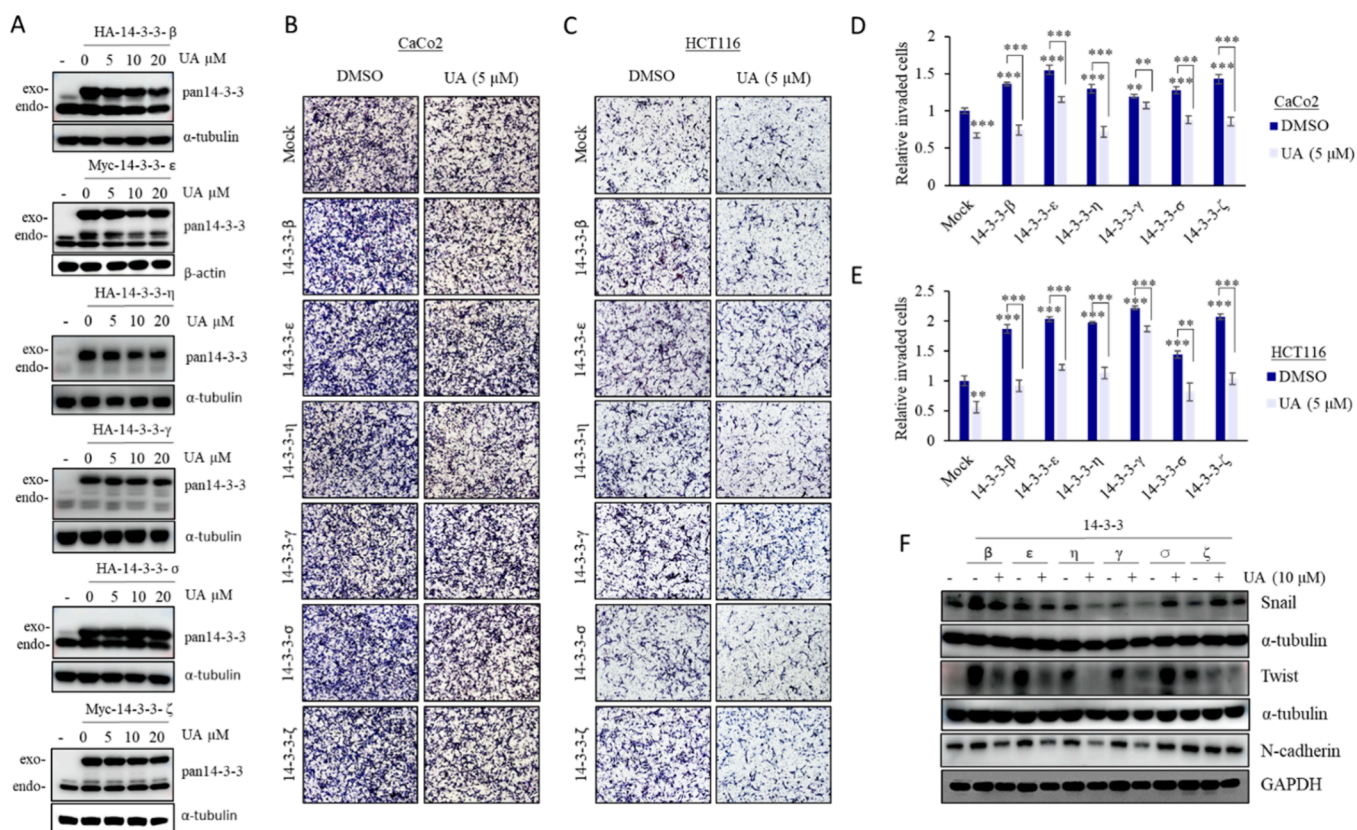 A
HA-14-3-3- β
- 0 5 10 20 UA μM
exo-
endo-
pan14-3-3
α-tubulin
Myc-14-3-3- ε
- 0 5 10 20 UA μM
exo-
endo-
pan14-3-3
β-actin
HA-14-3-3-η
- 0 5 10 20 UA μM
exo-
endo-
pan14-3-3
α-tubulin
HA-14-3-3-γ
- 0 5 10 20 UA μM
exo-
endo-
pan14-3-3
α-tubulin
HA-14-3-3- σ
- 0 5 10 20 UA μM
exo-
endo-
pan14-3-3
α-tubulin
Myc-14-3-3- ζ
- 0 5 10 20 UA μM
exo-
endo-
pan14-3-3
α-tubulin
B
CaCo2
DMSO UA (5 μM)
Mock
14-3-3-β
14-3-3-ε
14-3-3-η
14-3-3-γ
14-3-3-σ
14-3-3-ζ
C
HCT116
DMSO UA (5 μM)
Mock
14-3-3-β
14-3-3-ε
14-3-3-η
14-3-3-γ
14-3-3-σ
14-3-3-ζ
D
Relative invaded cells
2
1.5
1
0.5
0
***
*** ***
*** ***
*** ***
** **
*** ***
*** ***
Mock 14-3-3-β 14-3-3-ε 14-3-3-η 14-3-3-γ 14-3-3-σ 14-3-3-ζ
CaCo2
DMSO
UA (5 μM)
E
Relative invaded cells
2.5
2
1.5
1
0.5
0
**
*** ***
*** ***
*** ***
*** ***
*** **
*** ***
Mock 14-3-3-β 14-3-3-ε 14-3-3-η 14-3-3-γ 14-3-3-σ 14-3-3-ζ
HCT116
DMSO
UA (5 μM)
F
14-3-3
β ε η γ σ ζ
- - + - + - + - + - + - + UA (10 μM)
Snail
α-tubulin
Twist
α-tubulin
N-cadherin
GAPDH